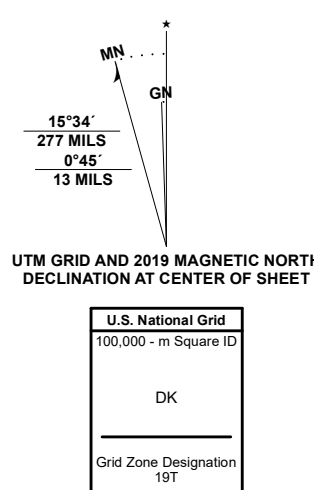 ★
MN
GN
15°34´
277 MILS
0°45´
13 MILS
UTM GRID AND 2019 MAGNETIC NORTH
DECLINATION AT CENTER OF SHEET
U.S. National Grid
100,000 - m Square ID
DK
Grid Zone Designation
19T